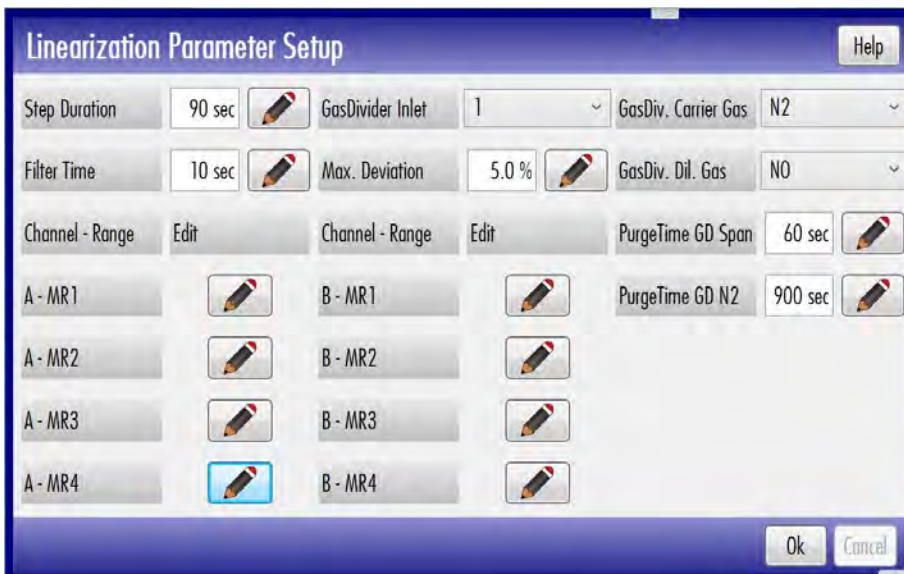 Linearization Parameter Setup Help
Step Duration 90 sec GasDivider Inlet 1 GasDiv. Carrier Gas N2
Filter Time 10 sec Max. Deviation 5.0 % GasDiv. Dil. Gas NO
Channel - Range Edit Channel - Range Edit PurgeTime GD Span 60 sec
A - MR1 B - MR1 PurgeTime GD N2 900 sec
A - MR2 B - MR2
A - MR3 B - MR3
A - MR4 B - MR4
Ok Cancel